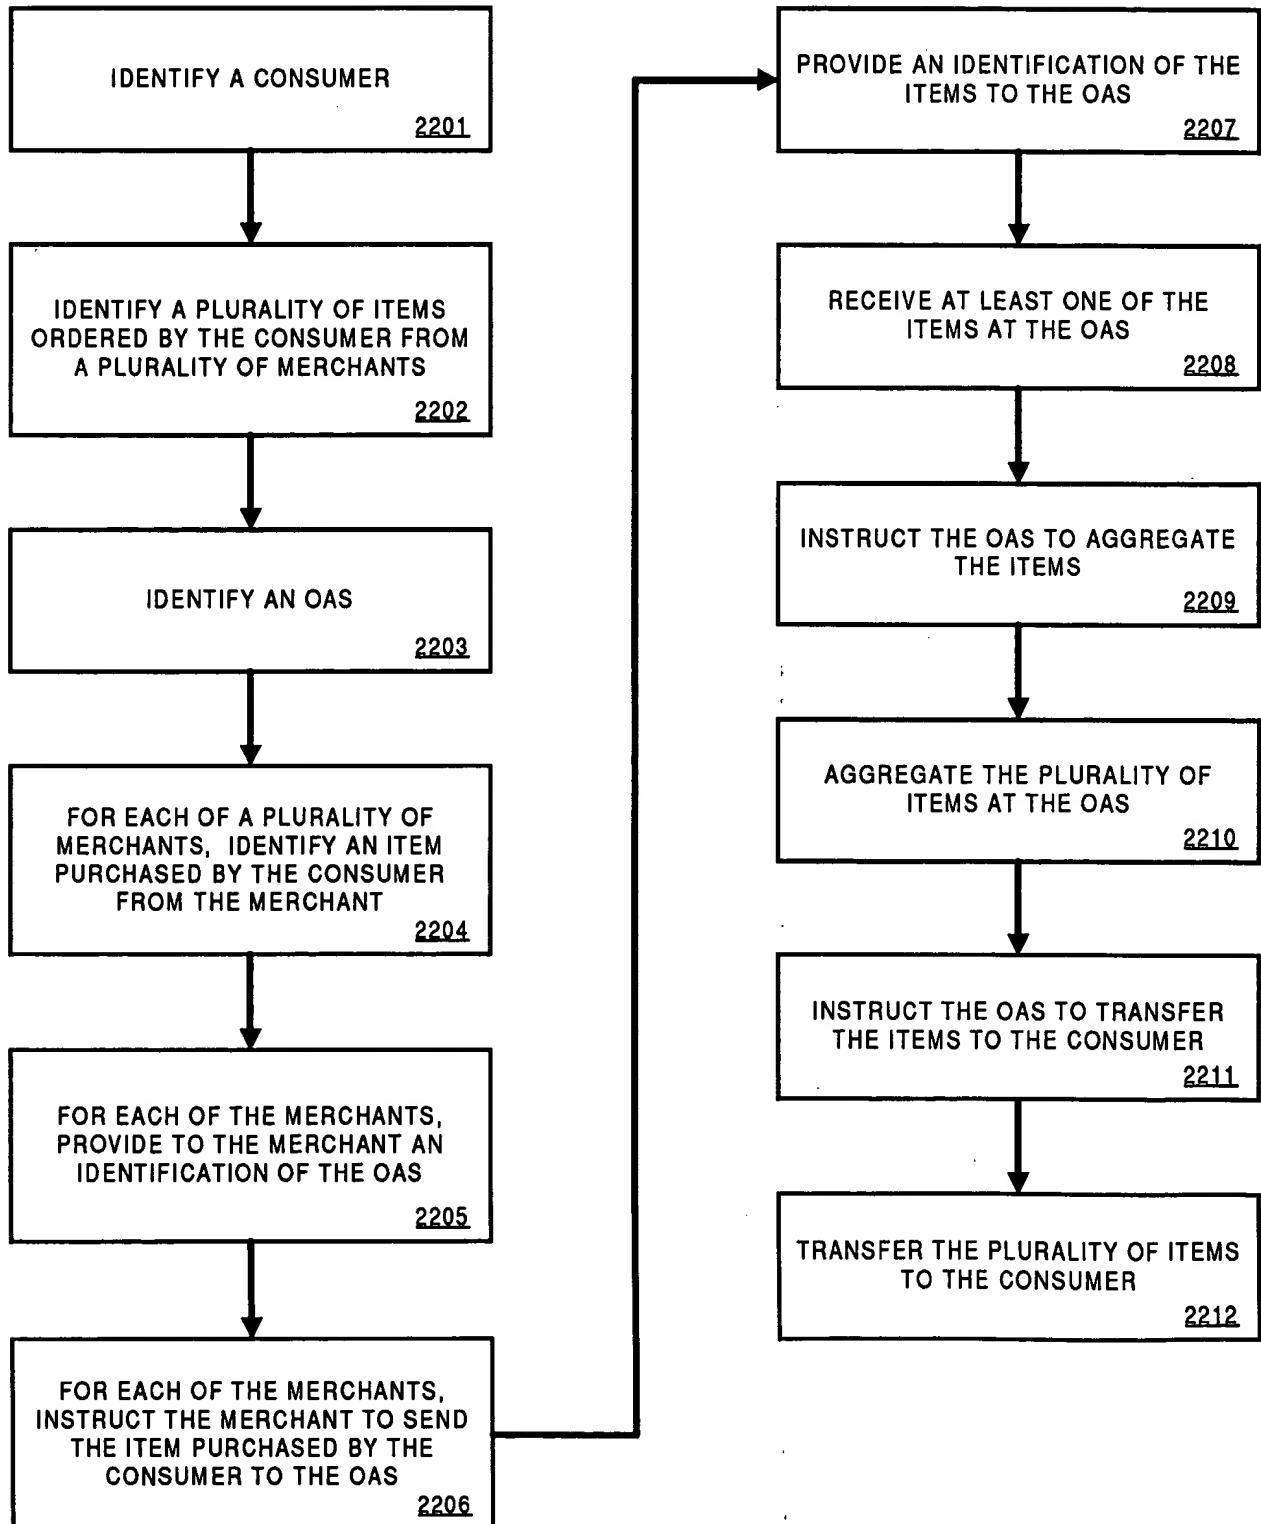 IDENTIFY A CONSUMER
2201
IDENTIFY A PLURALITY OF ITEMS
ORDERED BY THE CONSUMER FROM
A PLURALITY OF MERCHANTS
2202
IDENTIFY AN OAS
2203
FOR EACH OF A PLURALITY OF
MERCHANTS, IDENTIFY AN ITEM
PURCHASED BY THE CONSUMER
FROM THE MERCHANT
2204
FOR EACH OF THE MERCHANTS,
PROVIDE TO THE MERCHANT AN
IDENTIFICATION OF THE OAS
2205
FOR EACH OF THE MERCHANTS,
INSTRUCT THE MERCHANT TO SEND
THE ITEM PURCHASED BY THE
CONSUMER TO THE OAS
2206
PROVIDE AN IDENTIFICATION OF THE
ITEMS TO THE OAS
2207
RECEIVE AT LEAST ONE OF THE
ITEMS AT THE OAS
2208
INSTRUCT THE OAS TO AGGREGATE
THE ITEMS
2209
AGGREGATE THE PLURALITY OF
ITEMS AT THE OAS
2210
INSTRUCT THE OAS TO TRANSFER
THE ITEMS TO THE CONSUMER
2211
TRANSFER THE PLURALITY OF ITEMS
TO THE CONSUMER
2212